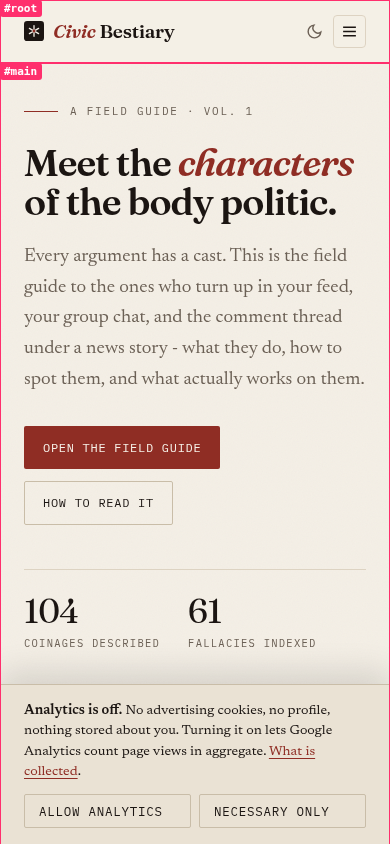 #root
Civic Bestiary
#main
A FIELD GUIDE · VOL. 1
Meet the characters
of the body politic.
Every argument has a cast. This is the field
guide to the ones who turn up in your feed,
your group chat, and the comment thread
under a news story - what they do, how to
spot them, and what actually works on them.
OPEN THE FIELD GUIDE
HOW TO READ IT
104 61
COINAGES DESCRIBED FALLACIES INDEXED
Analytics is off. No advertising cookies, no profile,
nothing stored about you. Turning it on lets Google
Analytics count page views in aggregate. What is
collected.
ALLOW ANALYTICS NECESSARY ONLY